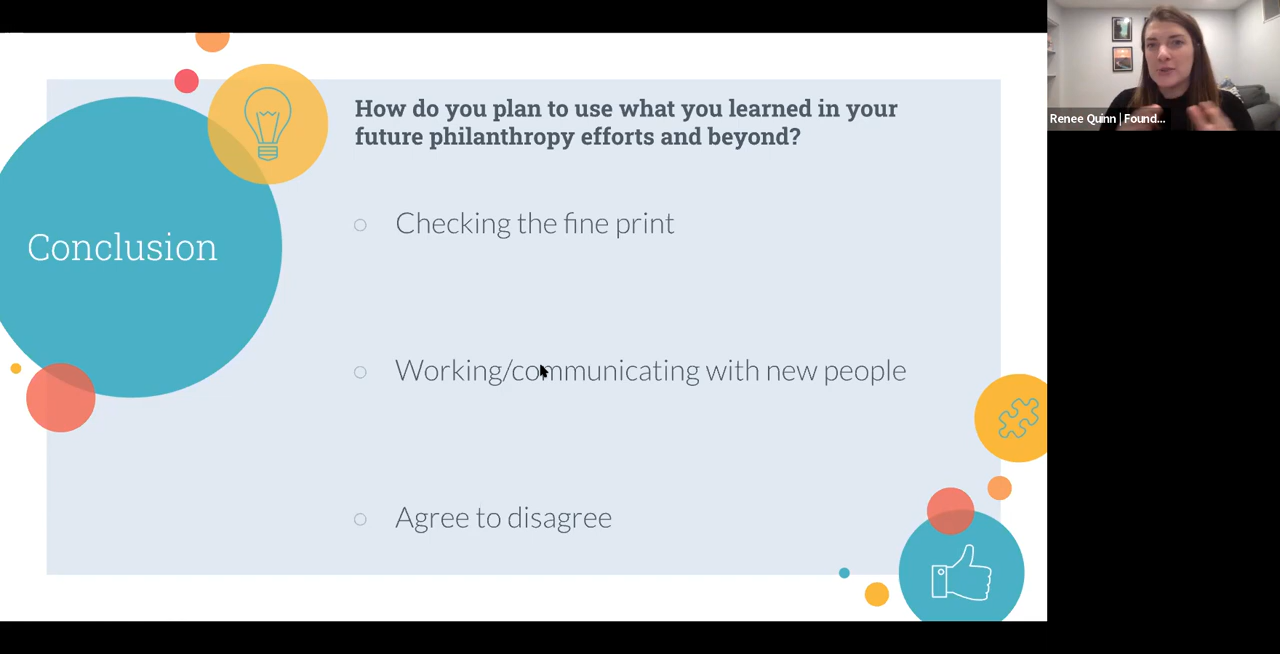 Renee Quinn | Found...
How do you plan to use what you learned in your
future philanthropy efforts and beyond?
Conclusion
Checking the fine print
Working/communicating with new people
Agree to disagree